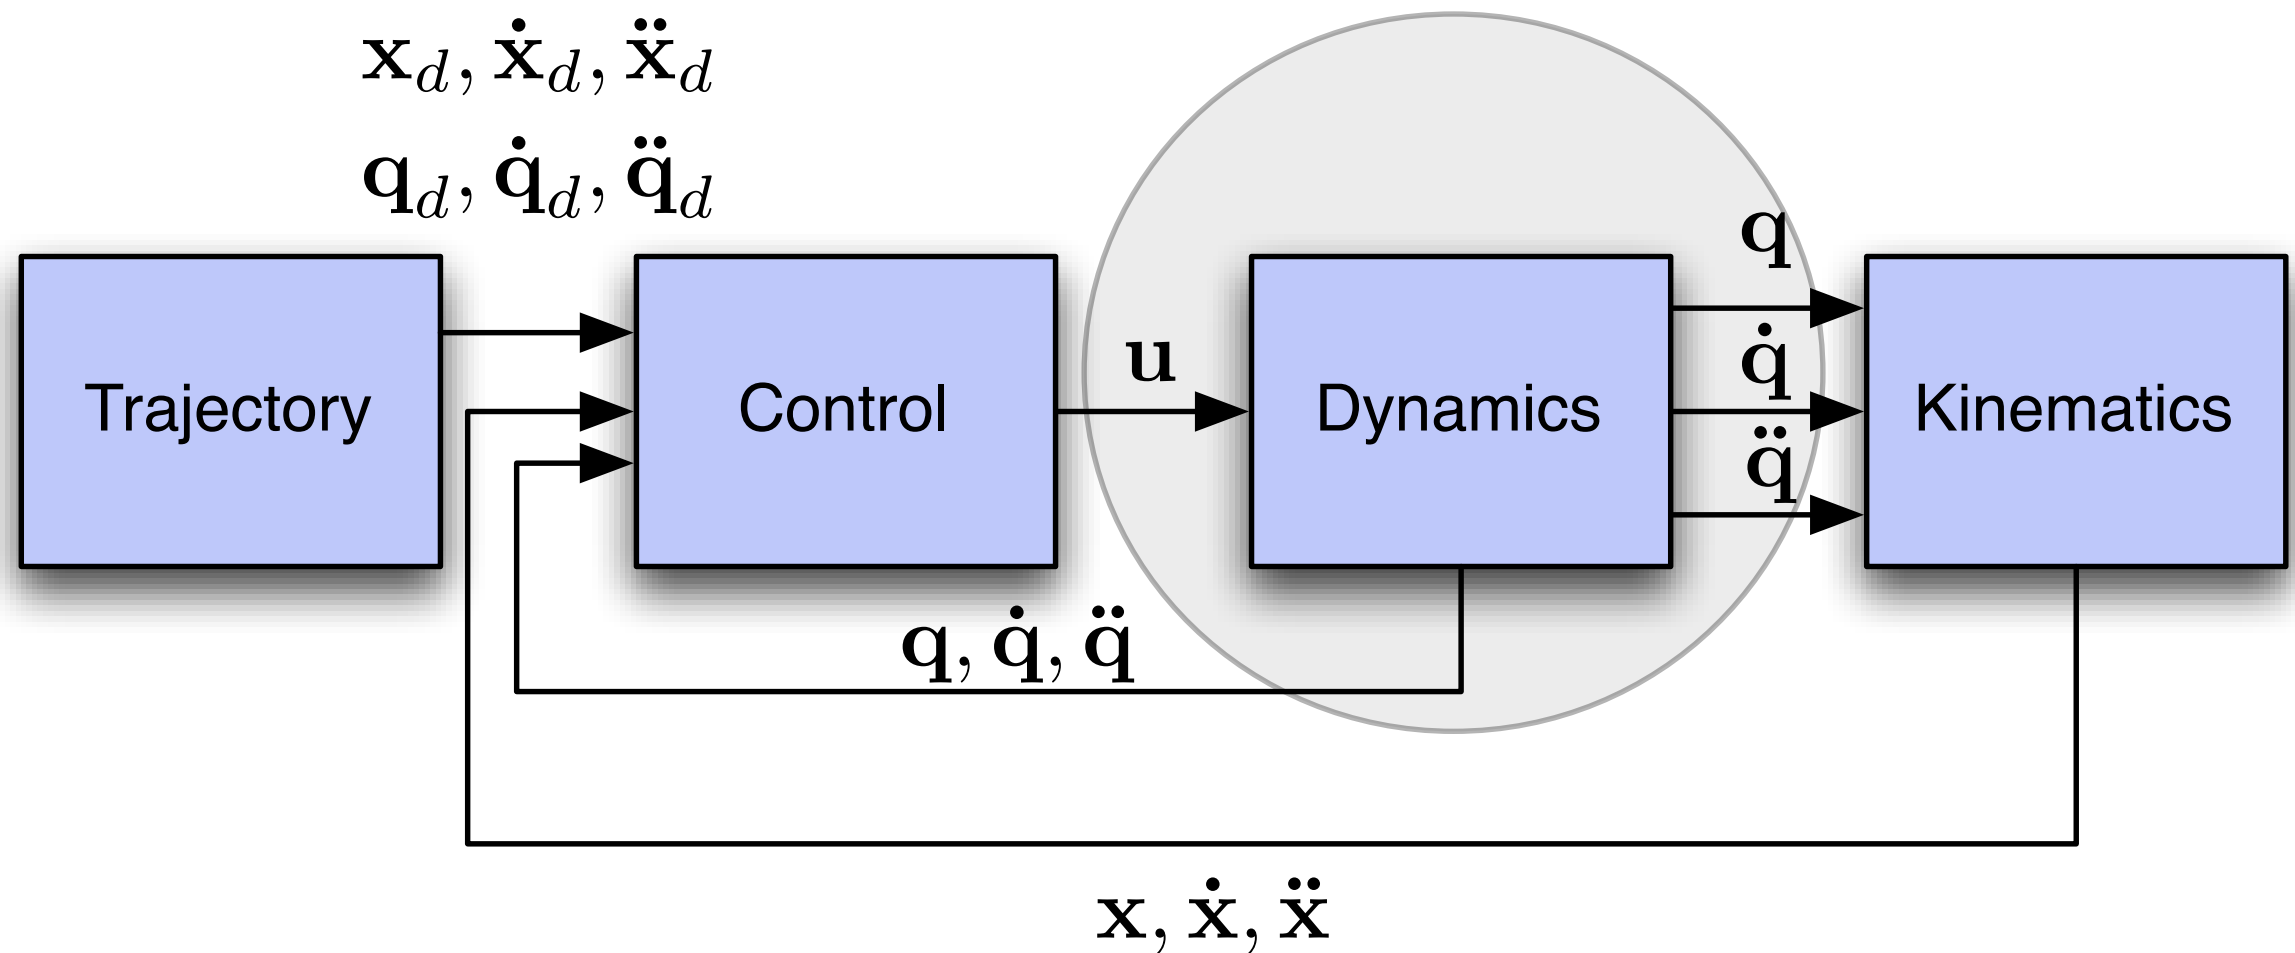 𝐱_d, 𝐱̇_d, 𝐱̈_d
𝐪_d, 𝐪̇_d, 𝐪̈_d
Trajectory
Control
𝐮
Dynamics
𝐪
𝐪̇
𝐪̈
Kinematics
𝐪, 𝐪̇, 𝐪̈
𝐱, 𝐱̇, 𝐱̈